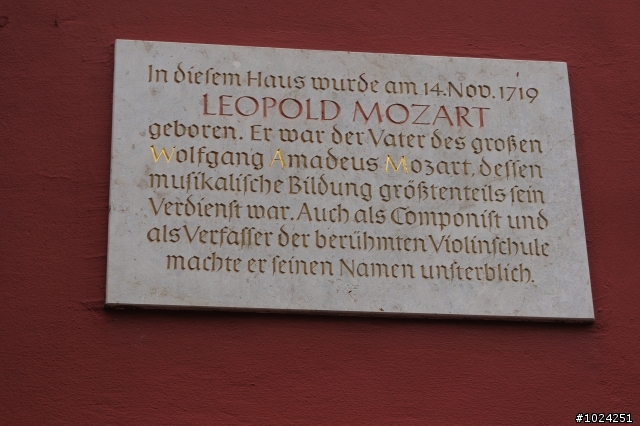 In diesem Haus wurde am 14. Nov. 1719
LEOPOLD MOZART
geboren. Er war der Vater des großen
Wolfgang Amadeus Mozart, dessen
musikalische Bildung größtenteils sein
Verdienst war. Auch als Componist und
als Verfasser der berühmten Violinschule
machte er seinen Namen unsterblich.
#1024251